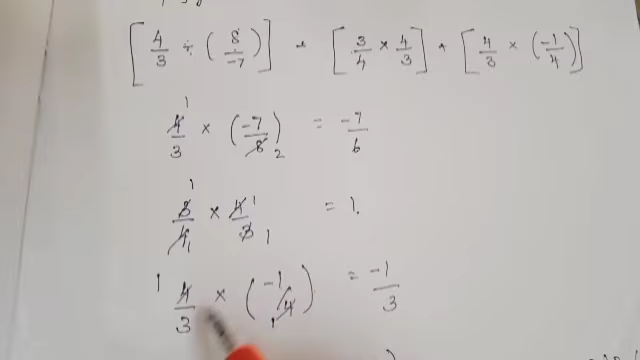 [4/3 ÷ (8/-7)] + [3/4 × 4/3] + [4/3 × (-1/4)]
1 4/3 × (-7/8 2) = -7/6
1 3/4 1 × 4 1/3 1 = 1.
1 4/3 × (-1/4 1) = -1/3